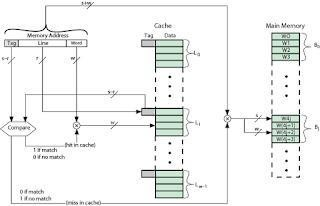 s+w
Cache
Main Memory
Memory Address
Tag Data
Tag Line Word
W0
W1
W2
W3
B0
L0
s–r
r
w
s–r
s
W4j
W(4j+1)
W(4j+2)
W(4j+3)
Bj
w
Li
w
Compare
(hit in cache)
1 if match
0 if no match
Lm–1
0 if match
1 if no match
(miss in cache)